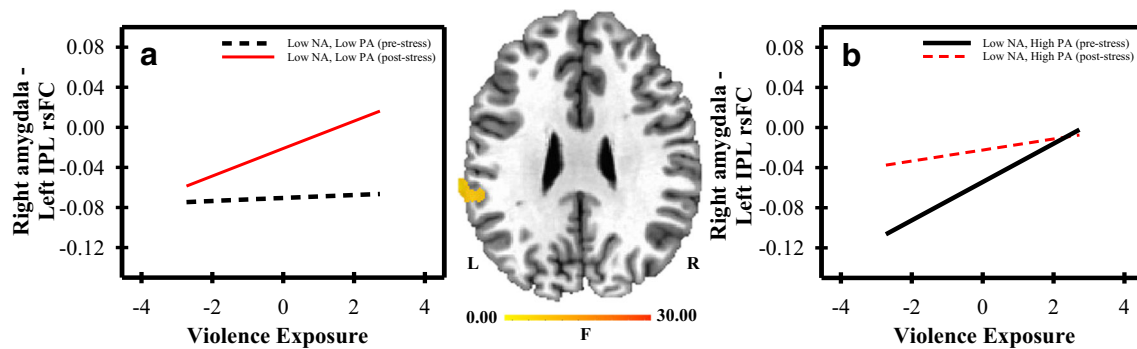 a
Low NA, Low PA (pre-stress)
Low NA, Low PA (post-stress)
Right amygdala -
Left IPL rsFC
0.08
0.04
0.00
-0.04
-0.08
-0.12
-4
-2
0
2
4
Violence Exposure
L
R
0.00
30.00
F
b
Low NA, High PA (pre-stress)
Low NA, High PA (post-stress)
Right amygdala -
Left IPL rsFC
0.08
0.04
0.00
-0.04
-0.08
-0.12
-4
-2
0
2
4
Violence Exposure